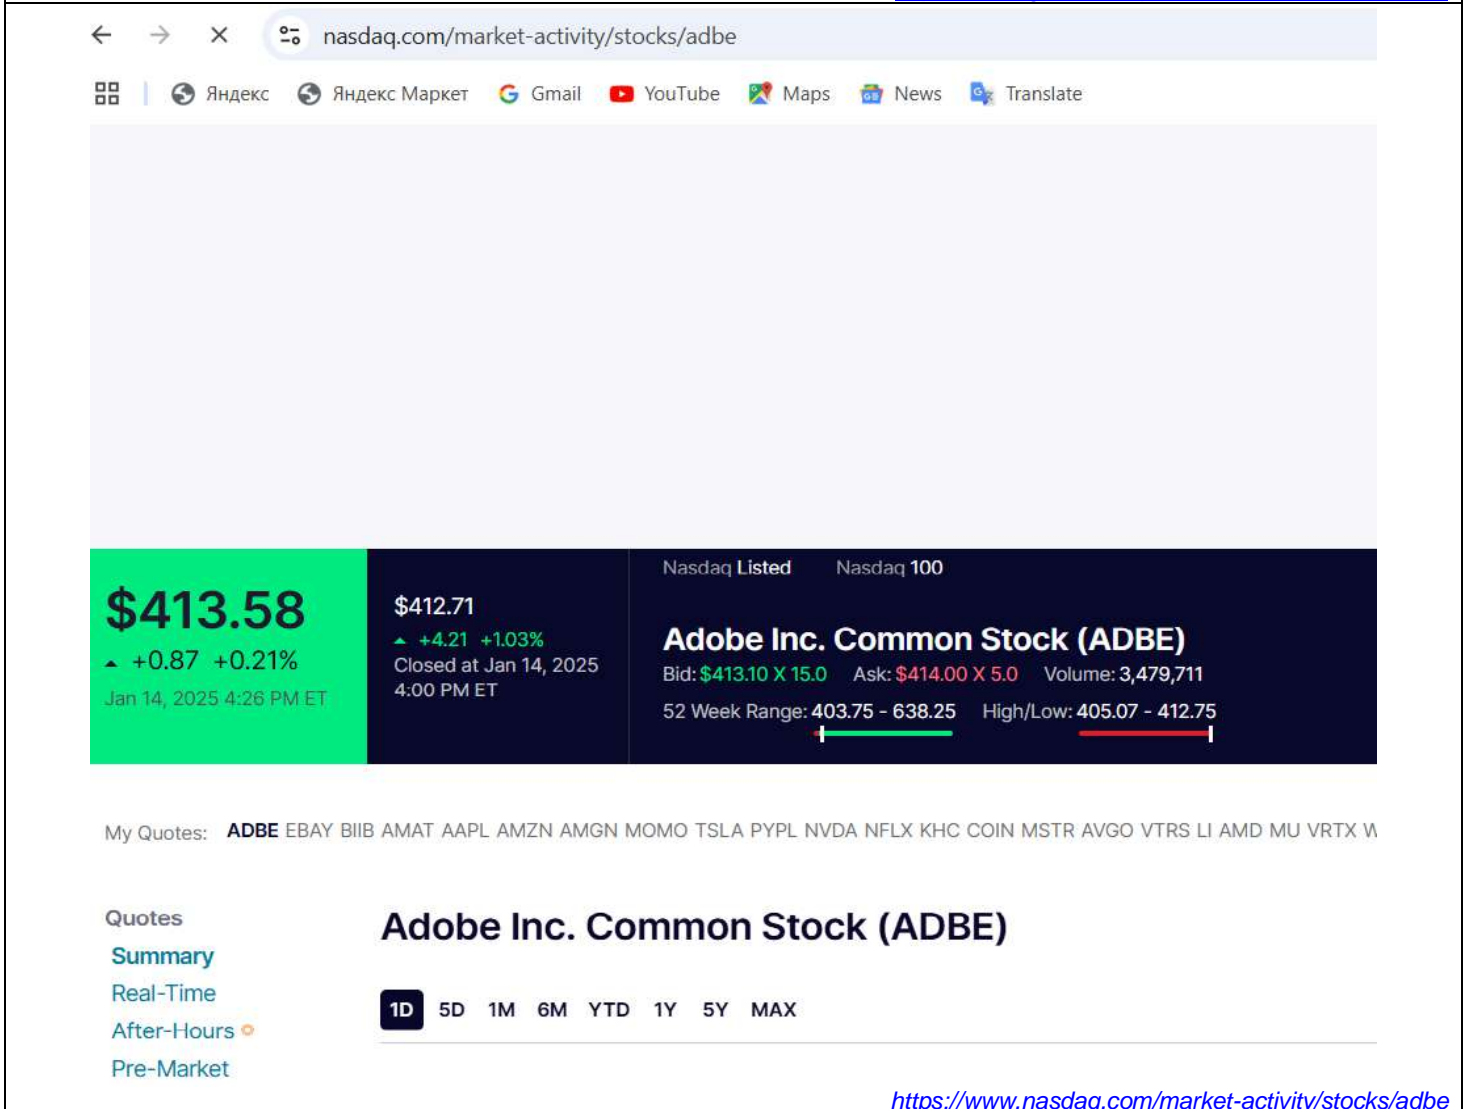 nasdaq.com/market-activity/stocks/adbe
Яндекс Яндекс Маркет Gmail YouTube Maps News Translate
$413.58
+0.87 +0.21%
Jan 14, 2025 4:26 PM ET
$412.71
+4.21 +1.03%
Closed at Jan 14, 2025
4:00 PM ET
Nasdaq Listed Nasdaq 100
Adobe Inc. Common Stock (ADBE)
Bid: $413.10 X 15.0 Ask: $414.00 X 5.0 Volume: 3,479,711
52 Week Range: 403.75 - 638.25 High/Low: 405.07 - 412.75
My Quotes: ADBE EBAY BIIB AMAT AAPL AMZN AMGN MOMO TSLA PYPL NVDA NFLX KHC COIN MSTR AVGO VTRS LI AMD MU VRTX
Quotes
Summary
Real-Time
After-Hours
Pre-Market
Adobe Inc. Common Stock (ADBE)
1D 5D 1M 6M YTD 1Y 5Y MAX
https://www.nasdaq.com/market-activity/stocks/adbe